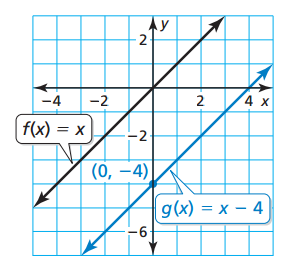 y
2
-4 -2 2 4 x
f(x) = x
-2
(0, -4)
g(x) = x - 4
-6